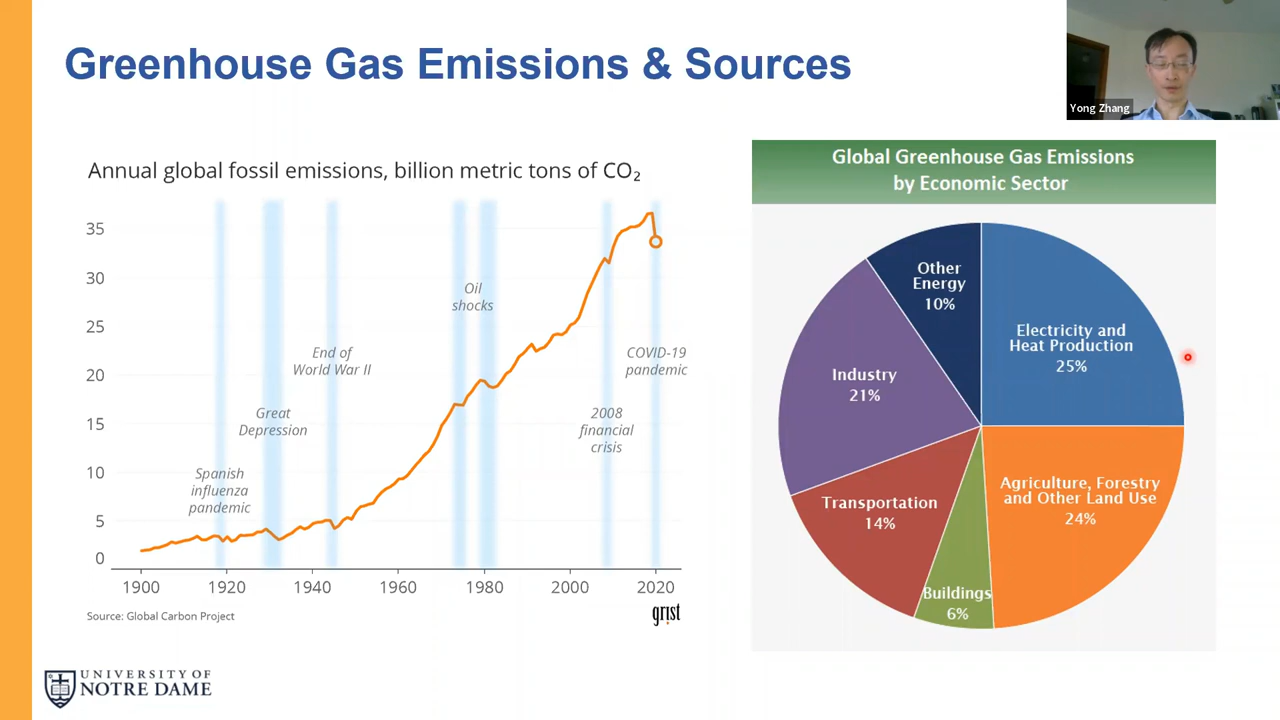 Greenhouse Gas Emissions & Sources
Yong Zhang
Annual global fossil emissions, billion metric tons of CO₂
35
30
25
20
15
10
5
0
Spanish
influenza
pandemic
Great
Depression
End of
World War II
Oil
shocks
2008
financial
crisis
COVID-19
pandemic
1900
1920
1940
1960
1980
2000
2020
Source: Global Carbon Project
grist
Global Greenhouse Gas Emissions
by Economic Sector
Other
Energy
10%
Electricity and
Heat Production
25%
Industry
21%
Agriculture, Forestry
and Other Land Use
24%
Transportation
14%
Buildings
6%
UNIVERSITY OF
NOTRE DAME